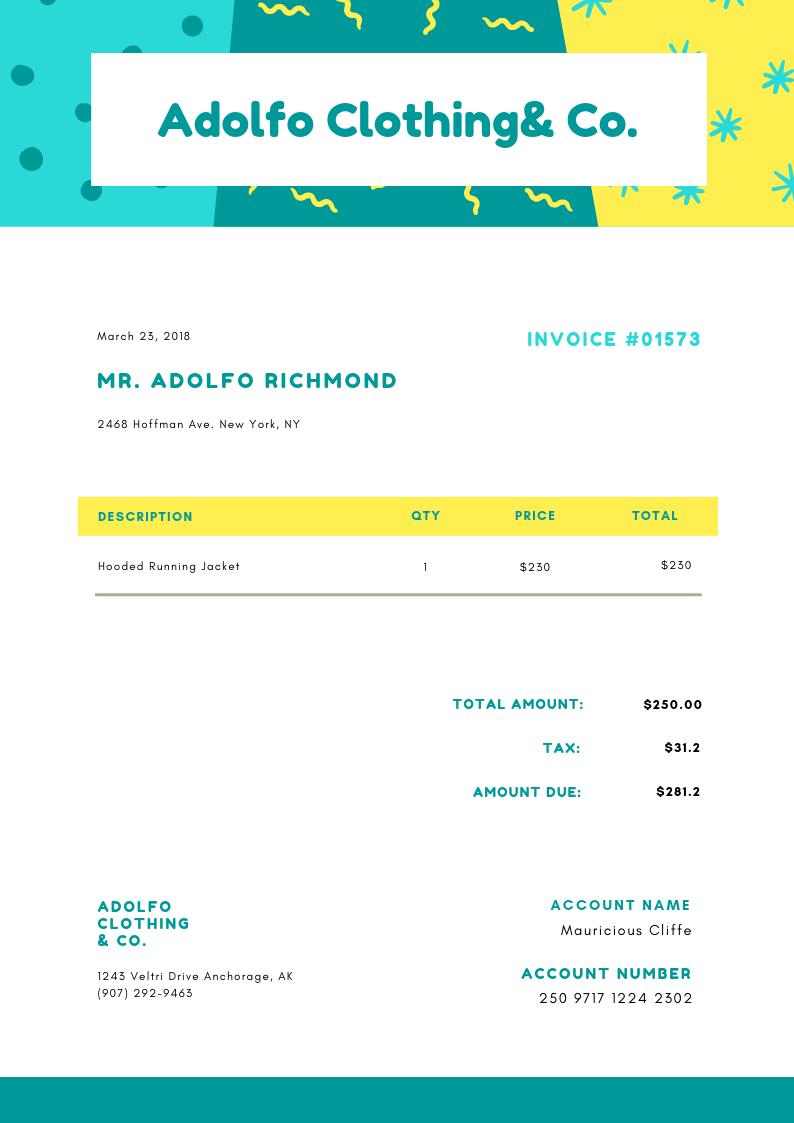 Adolfo Clothing& Co.
March 23, 2018
INVOICE #01573
MR. ADOLFO RICHMOND
2468 Hoffman Ave. New York, NY
DESCRIPTION QTY PRICE TOTAL
Hooded Running Jacket 1 $230 $230
TOTAL AMOUNT: $250.00
TAX: $31.2
AMOUNT DUE: $281.2
ADOLFO
CLOTHING
& CO.
1243 Veltri Drive Anchorage, AK
(907) 292-9463
ACCOUNT NAME
Mauricious Cliffe
ACCOUNT NUMBER
250 9717 1224 2302